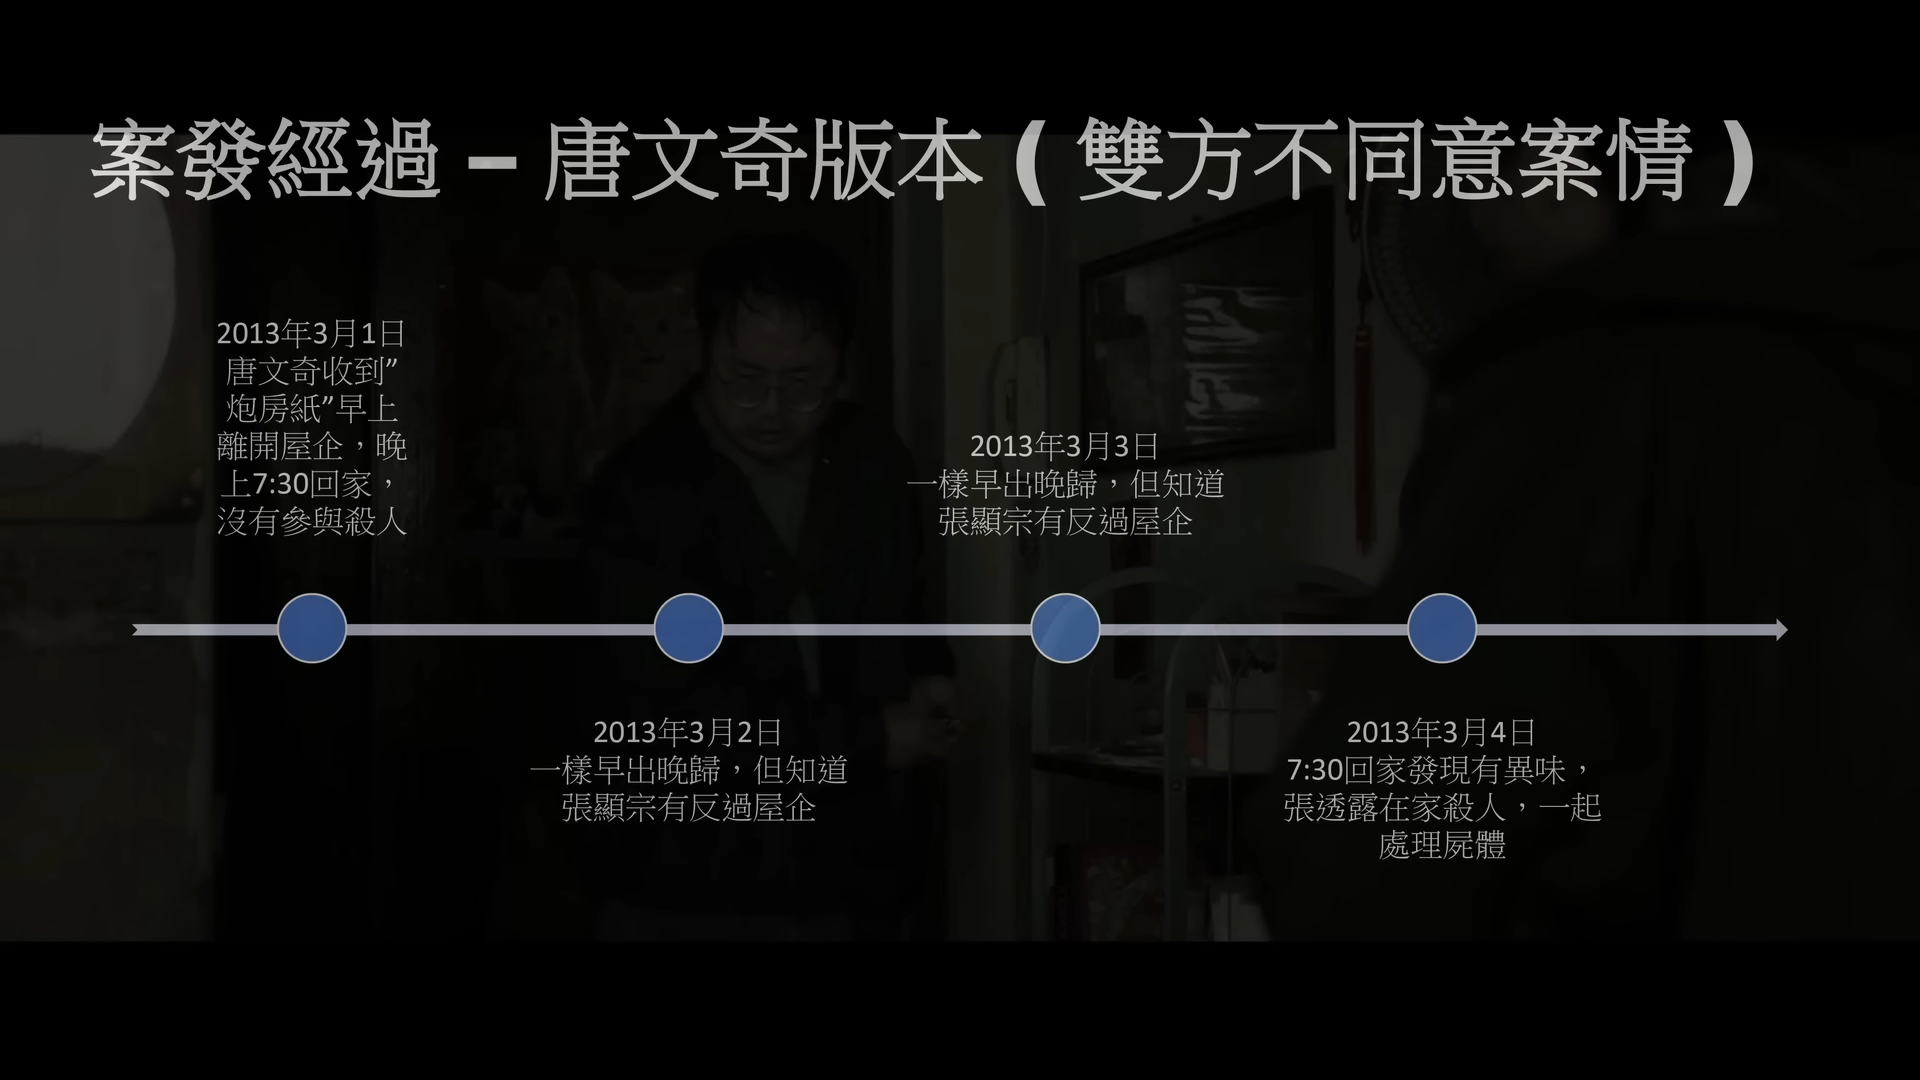 案發經過 – 唐文奇版本 ( 雙方不同意案情 )
2013年3月1日
唐文奇收到”
炮房紙”早上
離開屋企，晚
上7:30回家，
沒有參與殺人
2013年3月2日
一樣早出晚歸，但知道
張顯宗有反過屋企
2013年3月3日
一樣早出晚歸，但知道
張顯宗有反過屋企
2013年3月4日
7:30回家發現有異味，
張透露在家殺人，一起
處理屍體